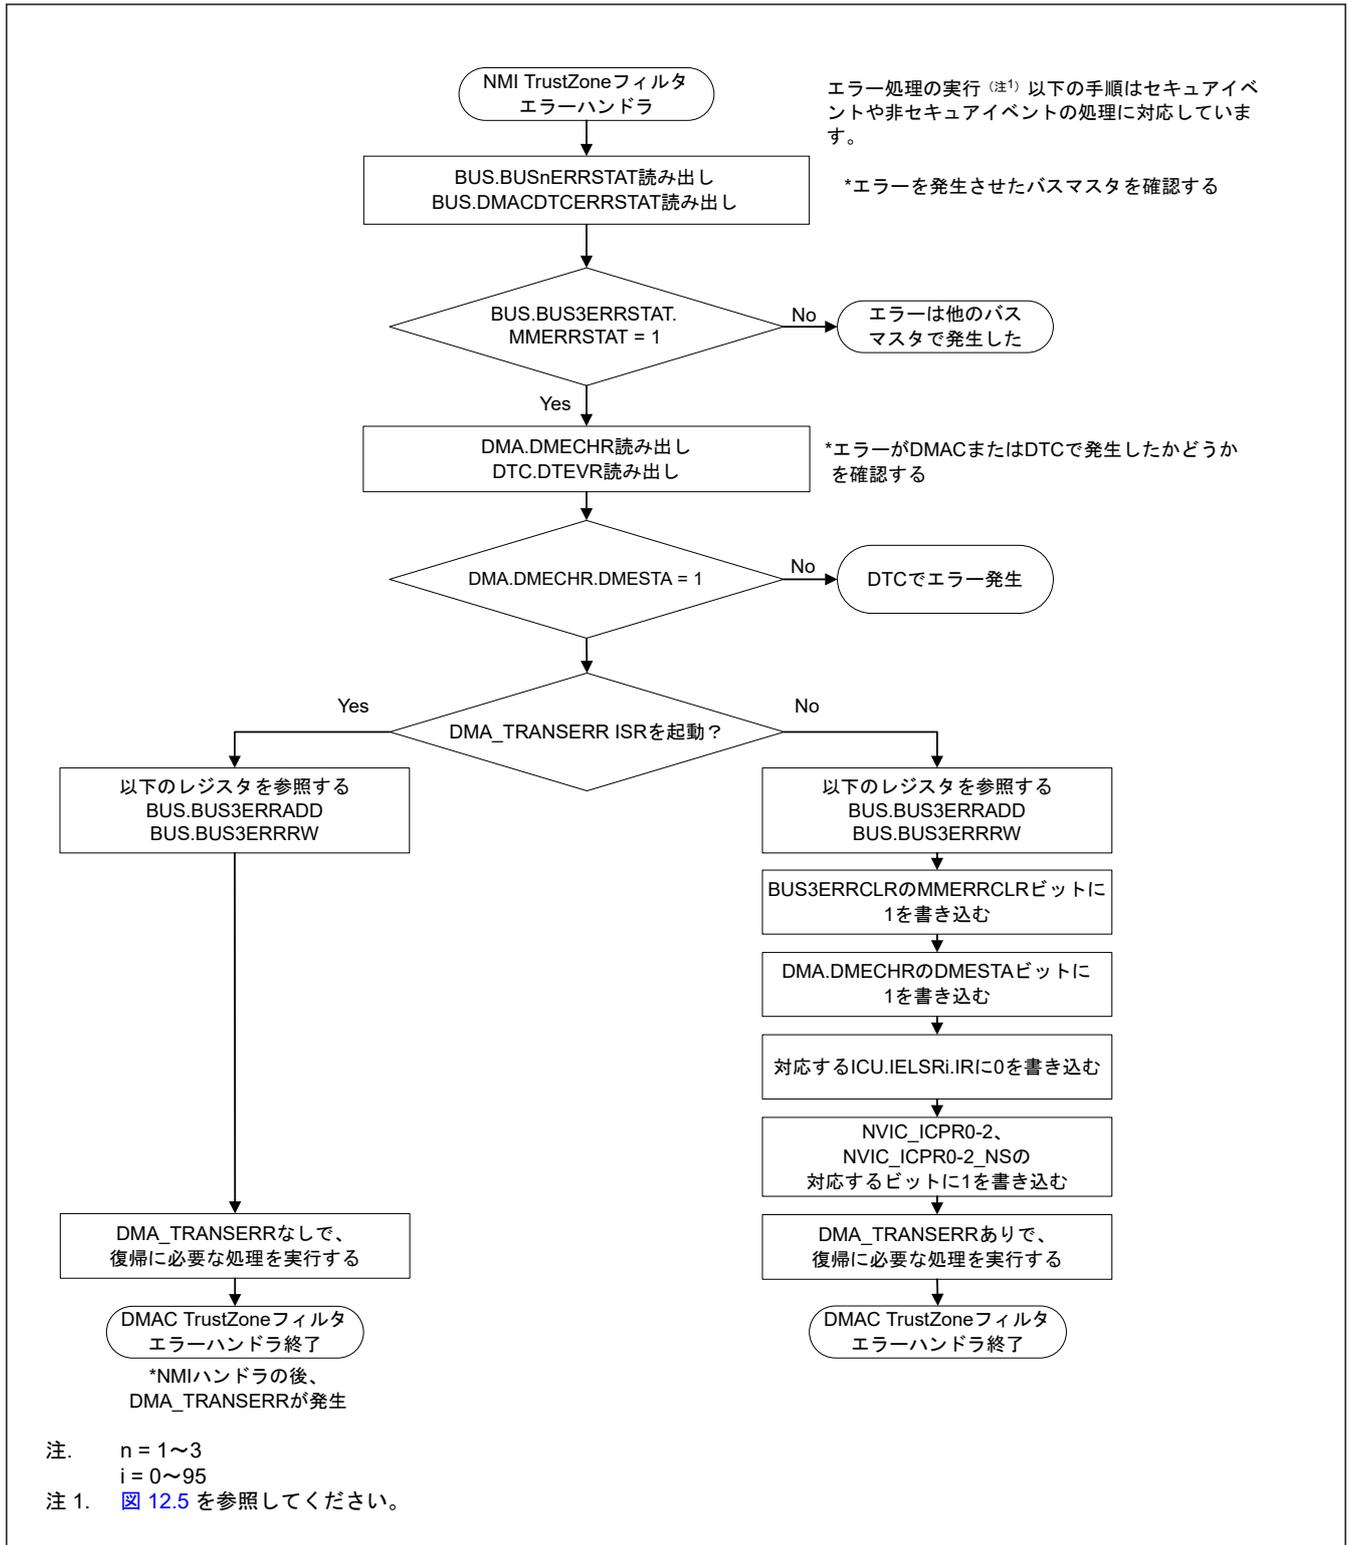 NMI TrustZoneフィルタ
エラーハンドラ
エラー処理の実行（注1）以下の手順はセキュアイベ
ントや非セキュアイベントの処理に対応していま
す。
BUS.BUSnERRSTAT読み出し
BUS.DMACDTCERRSTAT読み出し
*エラーを発生させたバスマスタを確認する
BUS.BUS3ERRSTAT.
MMERRSTAT = 1
No
エラーは他のバス
マスタで発生した
Yes
DMA.DMECHR読み出し
DTC.DTEVR読み出し
*エラーがDMACまたはDTCで発生したかどうか
を確認する
DMA.DMECHR.DMESTA = 1
No
DTCでエラー発生
Yes
No
DMA_TRANSERR ISRを起動？
以下のレジスタを参照する
BUS.BUS3ERRADD
BUS.BUS3ERRRW
以下のレジスタを参照する
BUS.BUS3ERRADD
BUS.BUS3ERRRW
BUS3ERRCLRのMMERRCLRビットに
1を書き込む
DMA.DMECHRのDMESTAビットに
1を書き込む
対応するICU.IELSRi.IRに0を書き込む
NVIC_ICPR0-2、
NVIC_ICPR0-2_NSの
対応するビットに1を書き込む
DMA_TRANSERRなしで、
復帰に必要な処理を実行する
DMA_TRANSERRありで、
復帰に必要な処理を実行する
DMAC TrustZoneフィルタ
エラーハンドラ終了
DMAC TrustZoneフィルタ
エラーハンドラ終了
*NMIハンドラの後、
DMA_TRANSERRが発生
注. n = 1～3
i = 0～95
注 1. 図 12.5 を参照してください。